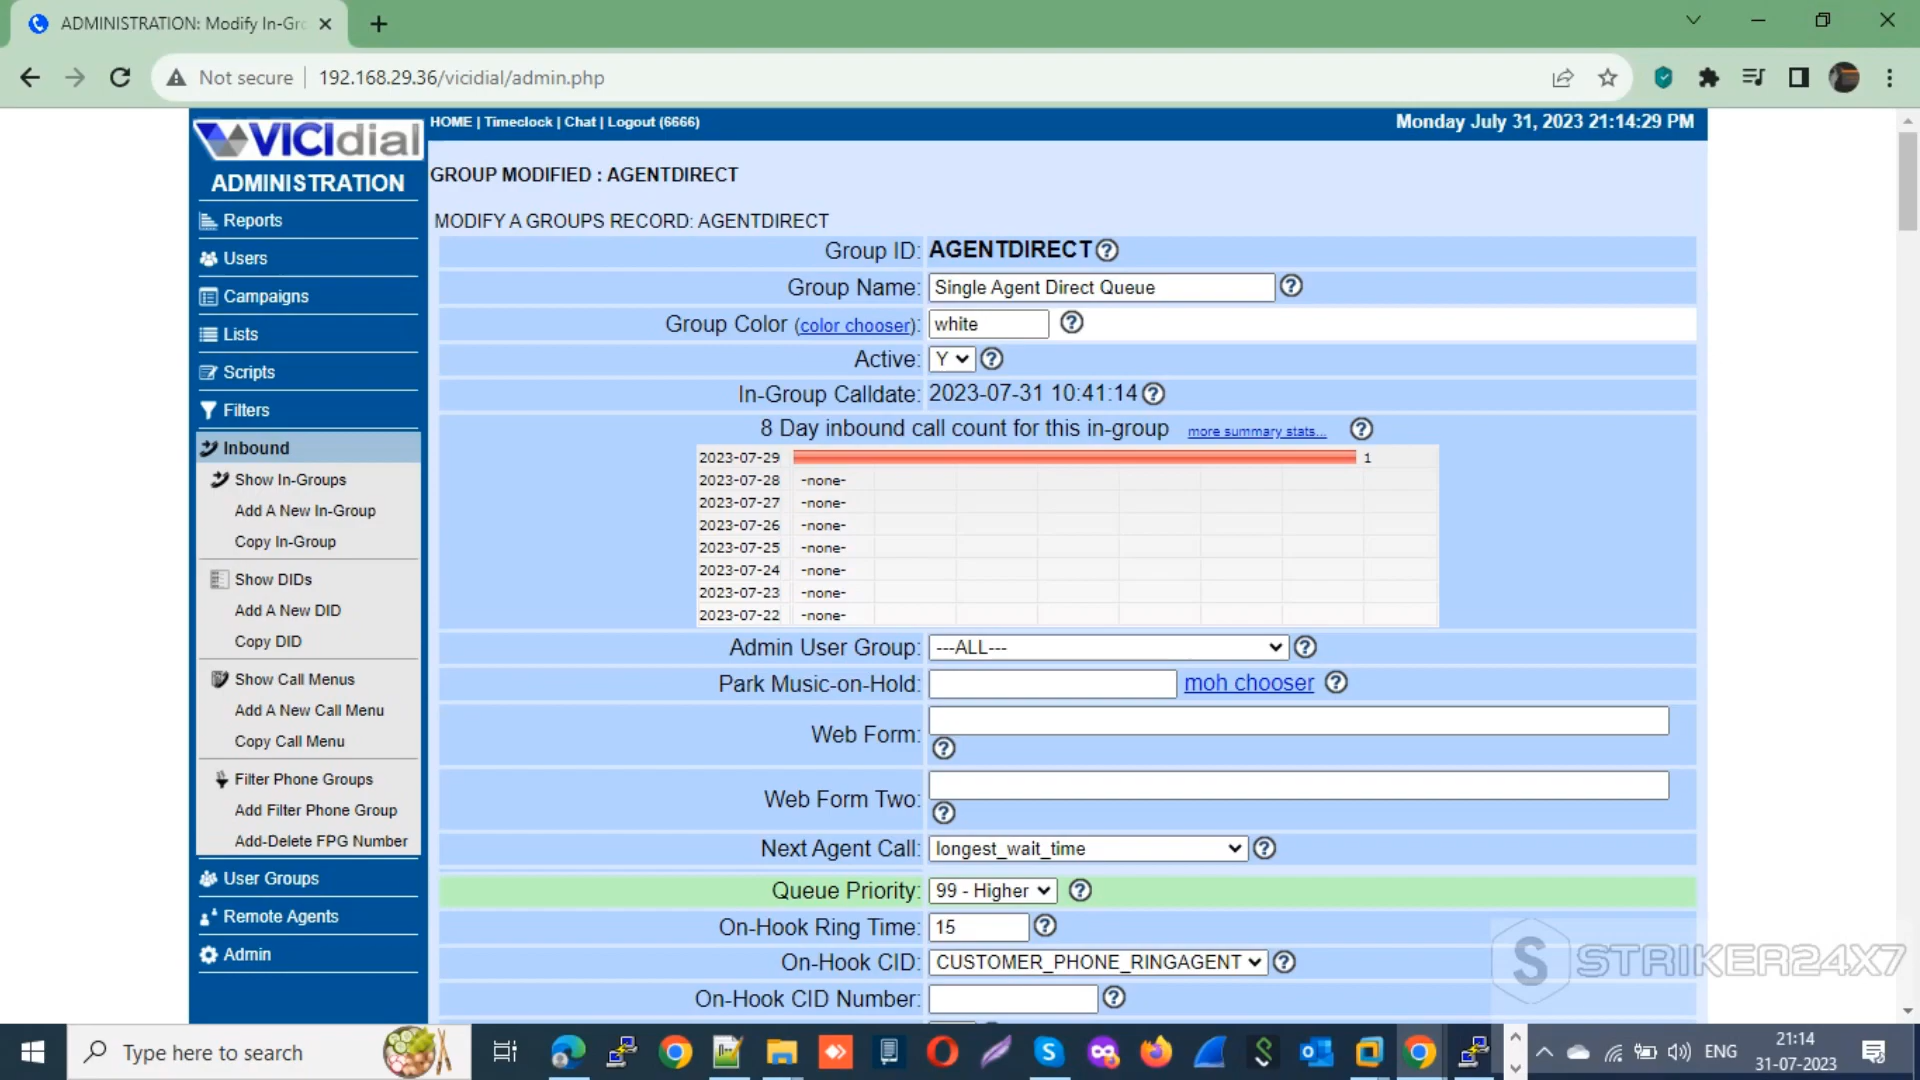 ADMINISTRATION: Modify In-Gro
Not secure
192.168.29.36/vicidial/admin.php
VICIdial
HOME | Timeclock | Chat | Logout (6666)
Monday July 31, 2023 21:14:29 PM
ADMINISTRATION
Reports
Users
Campaigns
Lists
Scripts
Filters
Inbound
Show In-Groups
Add A New In-Group
Copy In-Group
Show DIDs
Add A New DID
Copy DID
Show Call Menus
Add A New Call Menu
Copy Call Menu
Filter Phone Groups
Add Filter Phone Group
Add-Delete FPG Number
User Groups
Remote Agents
Admin
GROUP MODIFIED : AGENTDIRECT
MODIFY A GROUPS RECORD: AGENTDIRECT
Group ID: AGENTDIRECT
Group Name: Single Agent Direct Queue
Group Color (color chooser): white
Active: Y
In-Group Calldate: 2023-07-31 10:41:14
8 Day inbound call count for this in-group more summary stats...
2023-07-29 1
2023-07-28 -none-
2023-07-27 -none-
2023-07-26 -none-
2023-07-25 -none-
2023-07-24 -none-
2023-07-23 -none-
2023-07-22 -none-
Admin User Group: ---ALL---
Park Music-on-Hold: moh chooser
Web Form:
Web Form Two:
Next Agent Call: longest_wait_time
Queue Priority: 99 - Higher
On-Hook Ring Time: 15
On-Hook CID: CUSTOMER_PHONE_RINGAGENT
On-Hook CID Number:
STRIKER24X7
Type here to search
ENG
21:14
31-07-2023